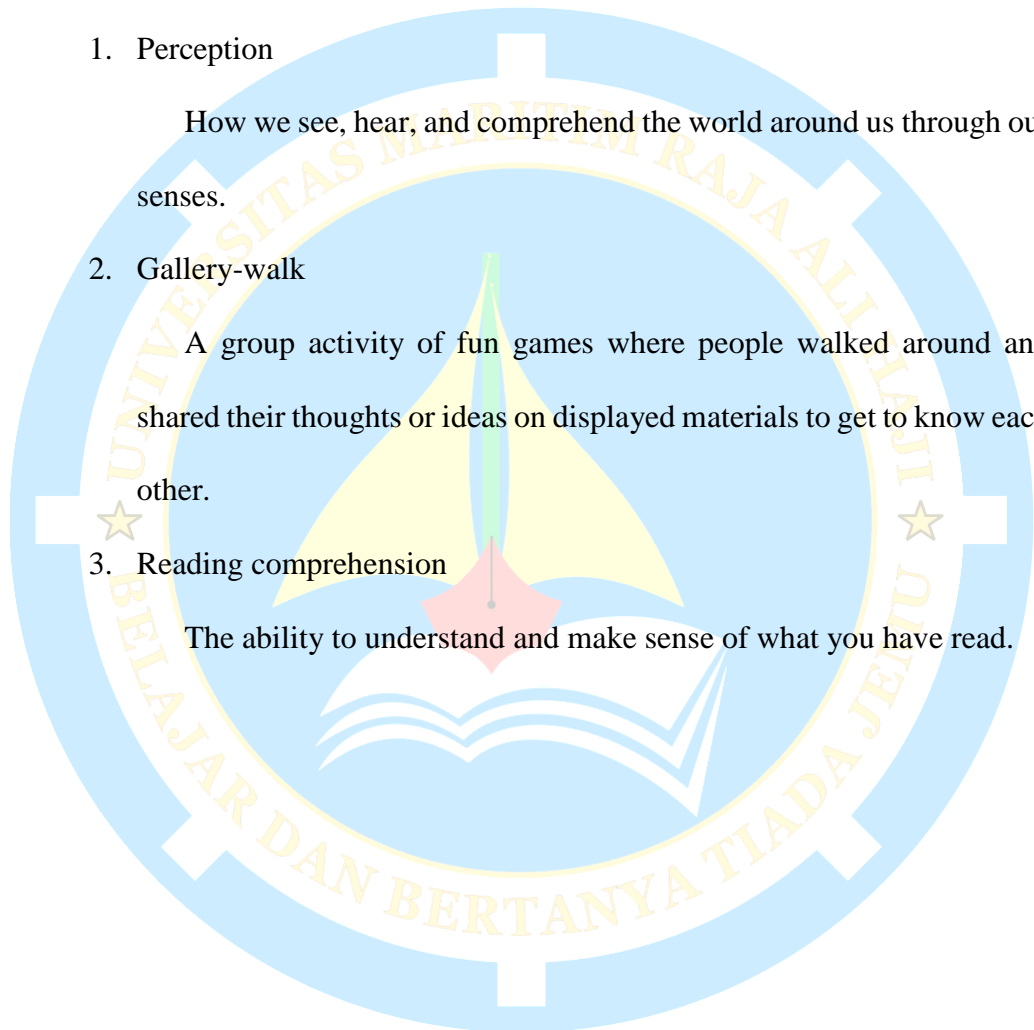 1. Perception
How we see, hear, and comprehend the world around us through ou
senses.
2. Gallery-walk
A group activity of fun games where people walked around an
shared their thoughts or ideas on displayed materials to get to know eac
other.
3. Reading comprehension
The ability to understand and make sense of what you have read.
UNIVERSITAS MARITIM RAJA ALI HAJI
BELAJAR DAN BERTANYA TIADA JEMU